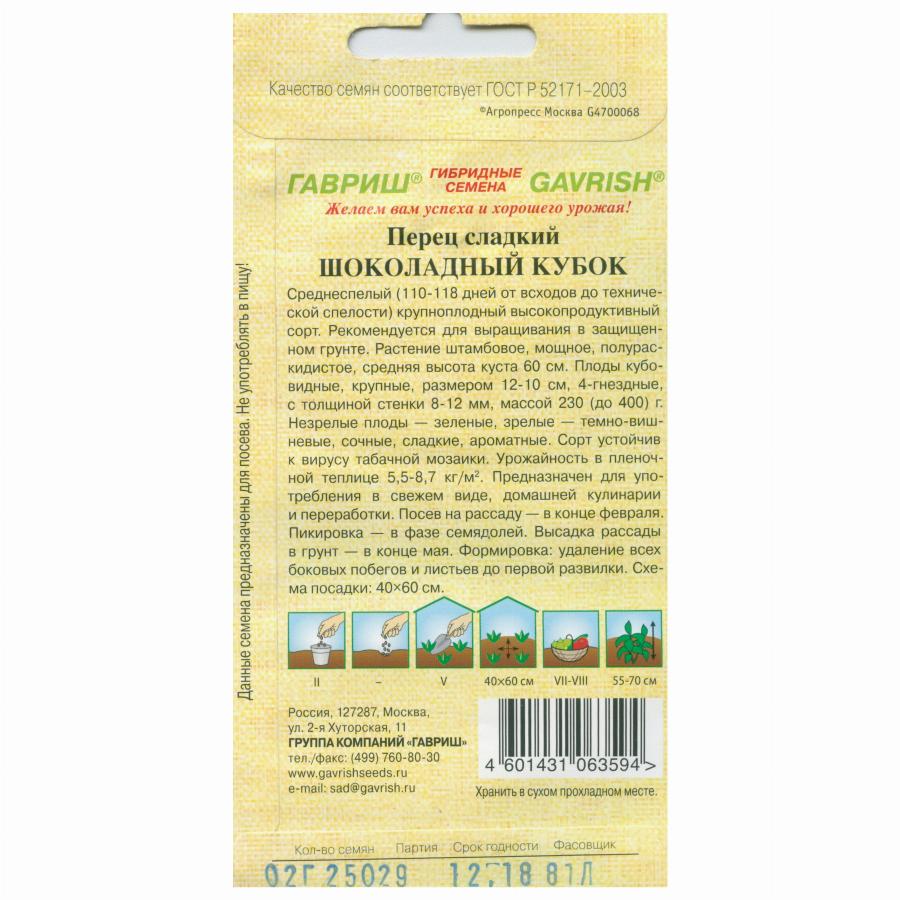 Качество семян соответствует ГОСТ Р 52171–2003
©Агропресс Москва G4700068
ГАВРИШ® ГИБРИДНЫЕ СЕМЕНА GAVRISH®
Желаем вам успеха и хорошего урожая!
Перец сладкий
ШОКОЛАДНЫЙ КУБОК
Среднеспелый (110-118 дней от всходов до техниче-
ской спелости) крупноплодный высокопродуктивный
сорт. Рекомендуется для выращивания в защищен-
ном грунте. Растение штамбовое, мощное, полурас-
кидистое, средняя высота куста 60 см. Плоды кубо-
видные, крупные, размером 12-10 см, 4-гнездные,
с толщиной стенки 8-12 мм, массой 230 (до 400) г.
Незрелые плоды — зеленые, зрелые — темно-виш-
невые, сочные, сладкие, ароматные. Сорт устойчив
к вирусу табачной мозаики. Урожайность в пленоч-
ной теплице 5,5-8,7 кг/м². Предназначен для упо-
требления в свежем виде, домашней кулинарии
и переработки. Посев на рассаду — в конце февраля.
Пикировка — в фазе семядолей. Высадка рассады
в грунт — в конце мая. Формировка: удаление всех
боковых побегов и листьев до первой развилки. Схе-
ма посадки: 40×60 см.
II – V 40×60 см VII-VIII 55-70 см
Россия, 127287, Москва,
ул. 2-я Хуторская, 11
ГРУППА КОМПАНИЙ «ГАВРИШ»
тел./факс: (499) 760-80-30
www.gavrishseeds.ru
e-mail: sad@gavrish.ru
4 601431 063594 >
Хранить в сухом прохладном месте.
Кол-во семян Партия Срок годности Фасовщик
02Г 25029 12,18 81Л
Данные семена предназначены для посева. Не употреблять в пищу!